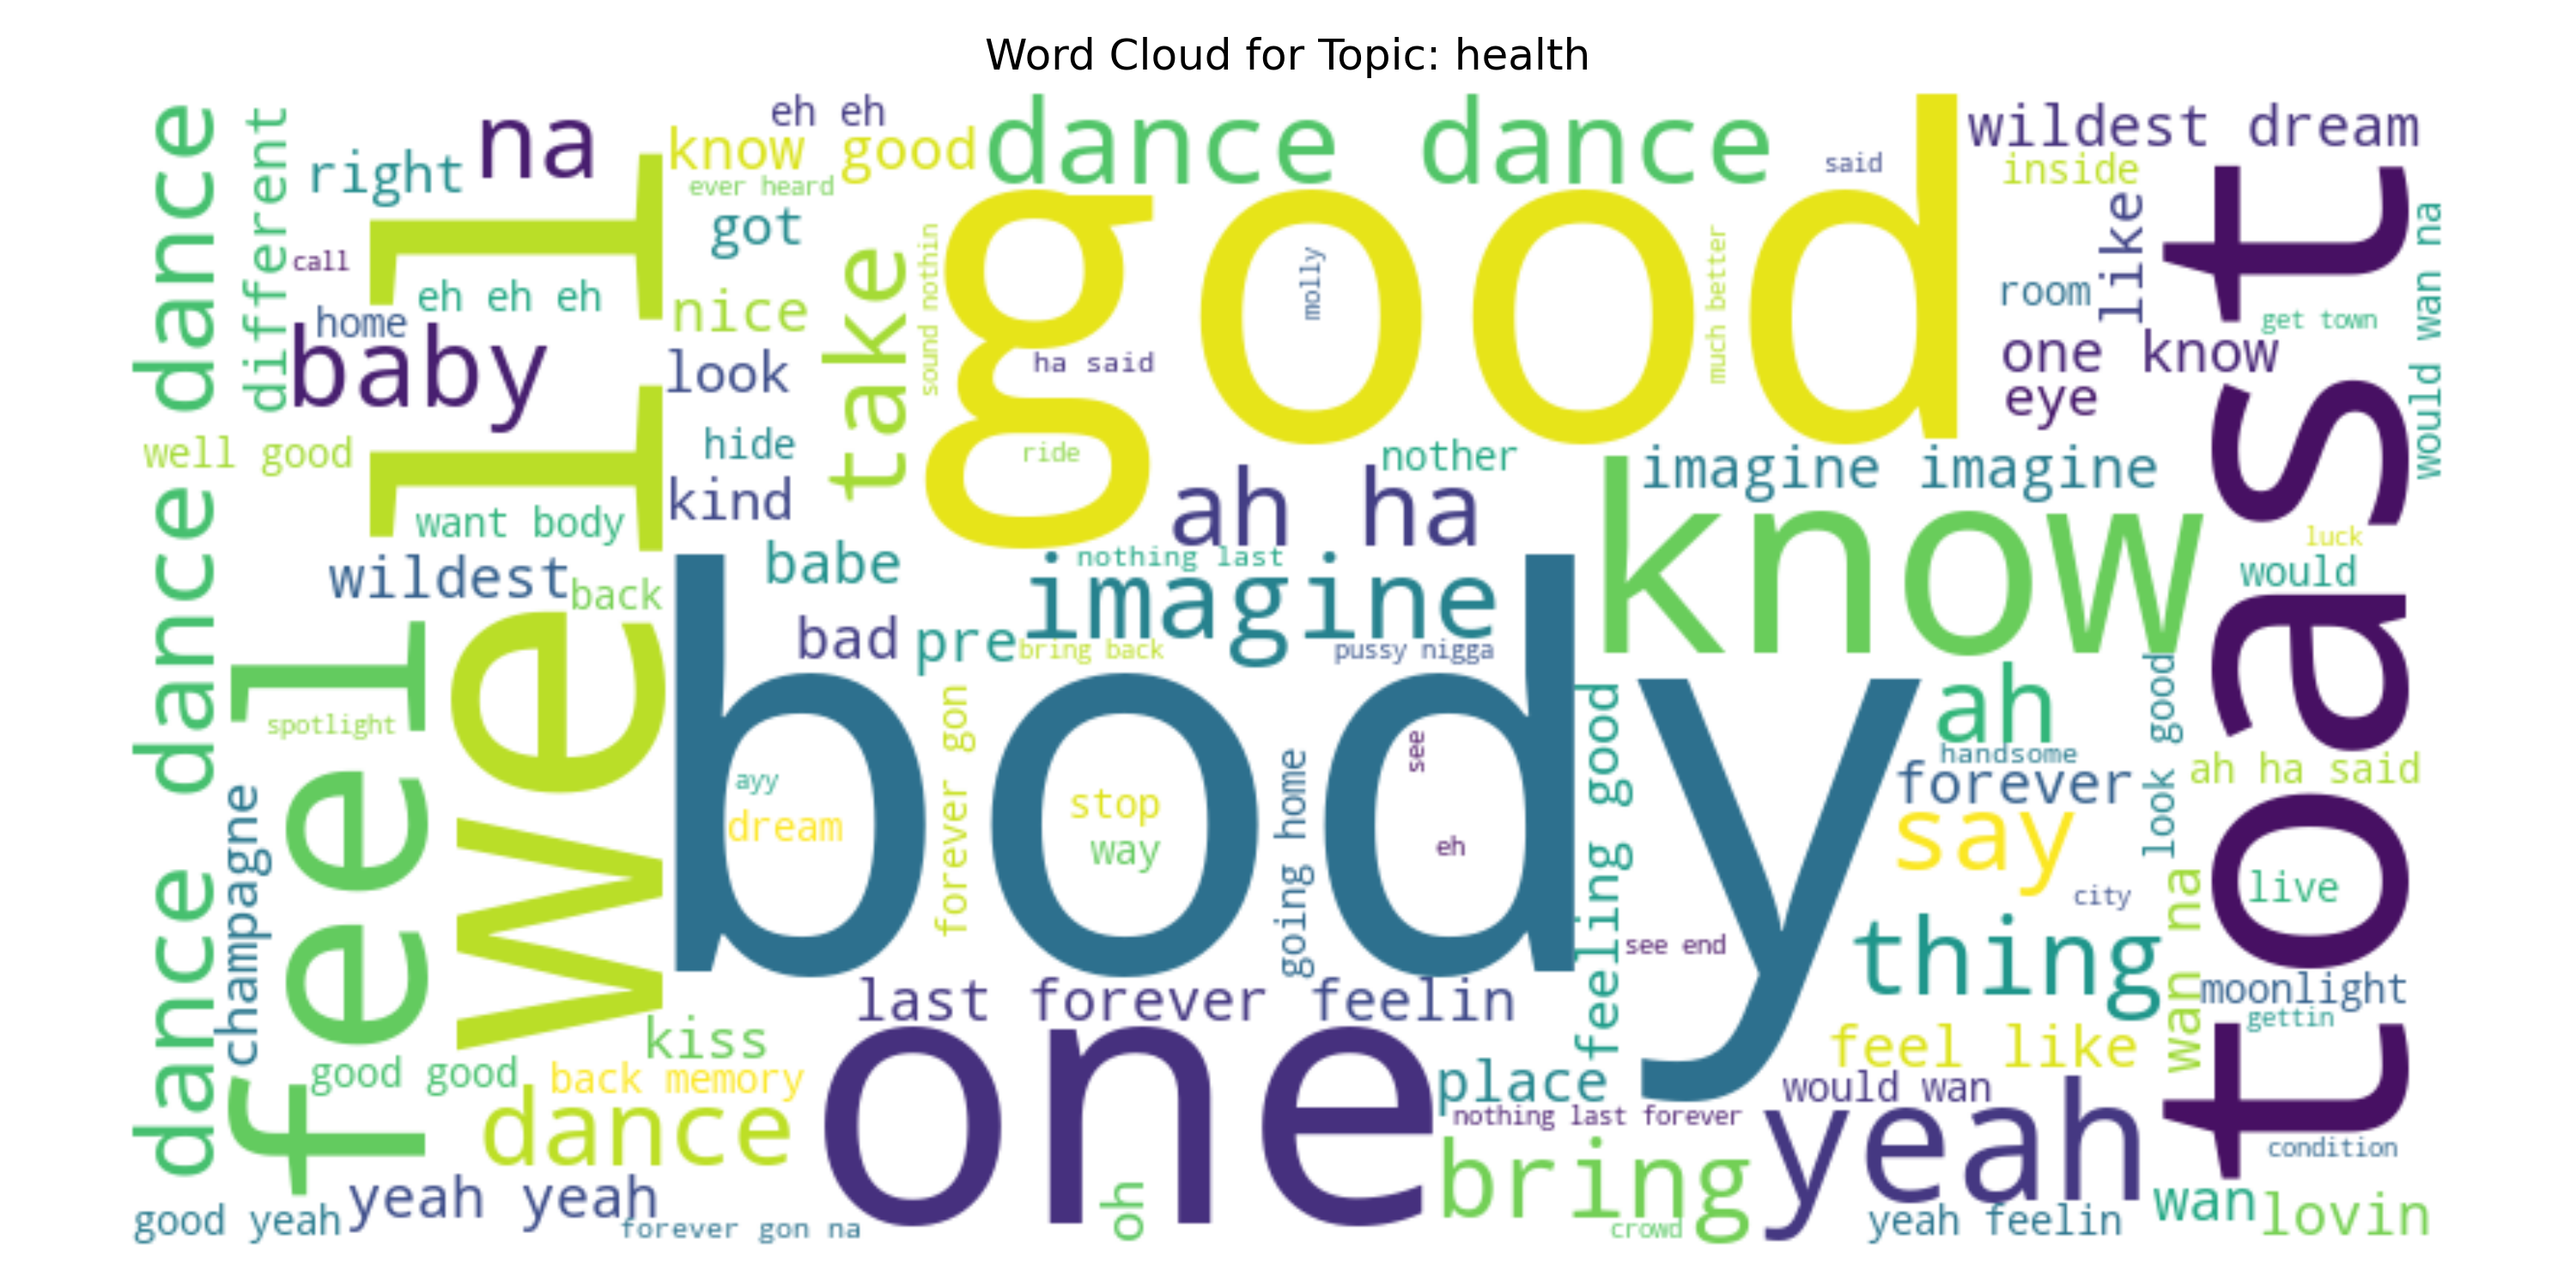 Word Cloud for Topic: health
dance dance
different
right
na
eh eh
know good
dance dance
said
wildest dream
inside
ever heard
got
call
eh eh eh
home
baby
nice
look
take
sound nothin
good
molly
ha said
much better
ride
like
room
one know
eye
toast
get town
would wan na
well good
well
hide
kind
want body
nother
ah ha
imagine imagine
know
luck
would
wildest
back
babe
nothing last
imagine
bad
pre
bring back
pussy nigga
body
feel
spotlight
dance dance
champagne
ayy
dream
forever gon
stop
way
going home
see
eh
feeling good
see end
ah
handsome
forever
look good
ah ha said
say
city
live
thing
wan na
moonlight
gettin
last forever feelin
one
kiss
good good
back memory
dance
place
feel like
would wan
nothing last forever
yeah
bring
condition
yeah yeah
good yeah
forever gon na
oh
crowd
yeah feelin
wan
lovin